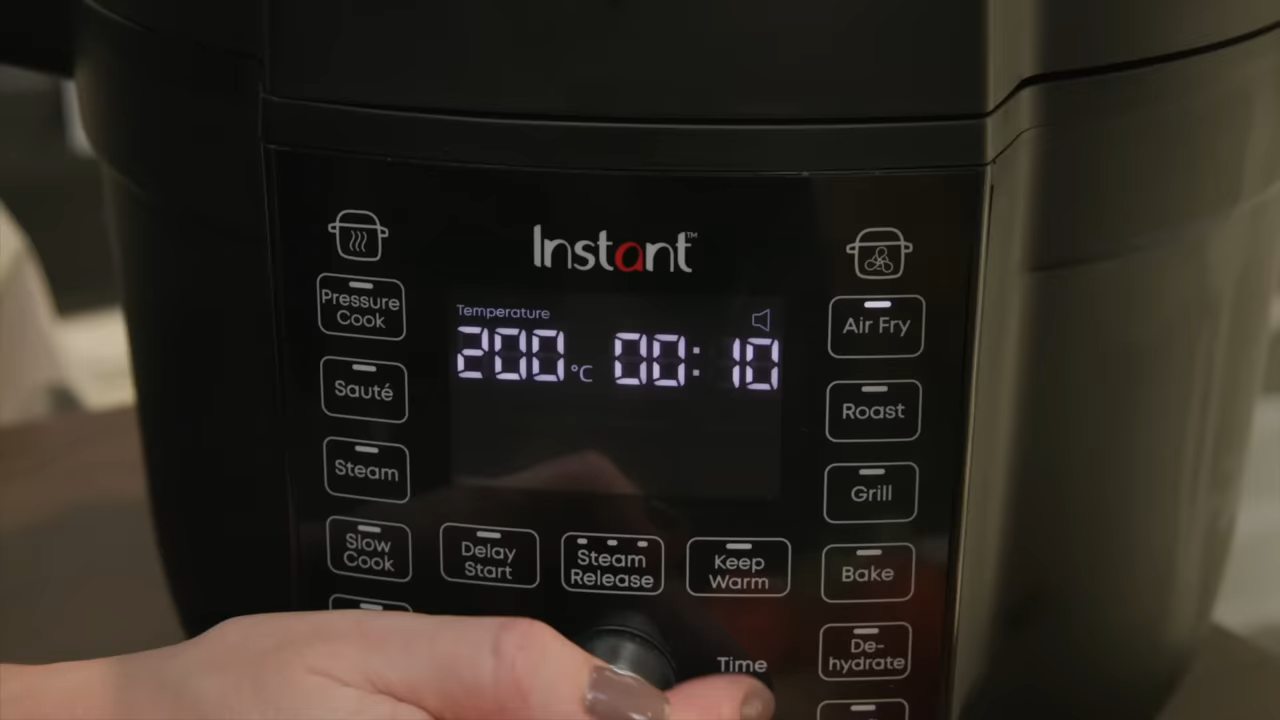 Instant™
Pressure
Cook
Sauté
Steam
Slow
Cook
Temperature
200 °C 00:10
Delay
Start
Steam
Release
Keep
Warm
Time
Air Fry
Roast
Grill
Bake
De-
hydrate